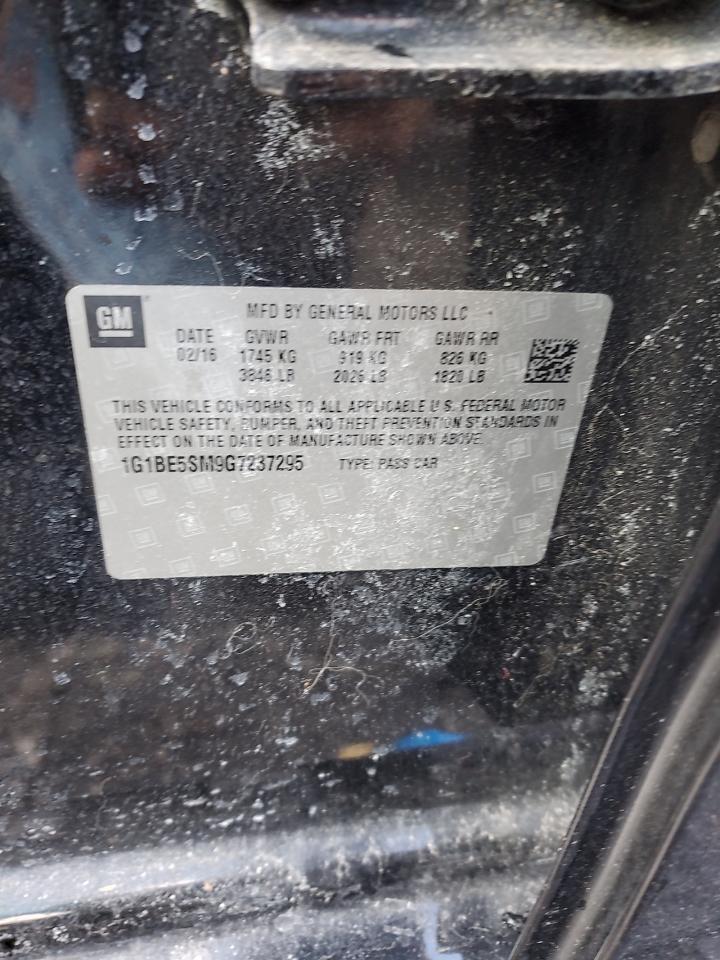 GM
MFD BY GENERAL MOTORS LLC
DATE GVWR GAWR FRT GAWR RR
02/16 1745 KG 919 KG 826 KG
3846 LB 2026 LB 1820 LB
THIS VEHICLE CONFORMS TO ALL APPLICABLE U.S. FEDERAL MOTOR
VEHICLE SAFETY, BUMPER, AND THEFT PREVENTION STANDARDS IN
EFFECT ON THE DATE OF MANUFACTURE SHOWN ABOVE.
1G1BE5SM9G7237295 TYPE: PASS CAR